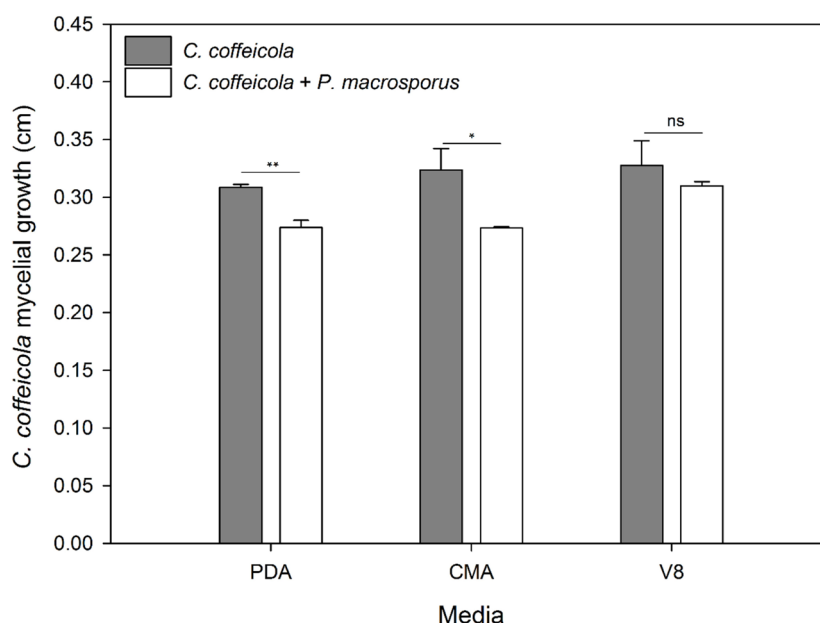 0.45
0.40
0.35
0.30
0.25
0.20
0.15
0.10
0.05
0.00
C. coffeicola mycelial growth (cm)
C. coffeicola
C. coffeicola + P. macrosporus
**
*
ns
PDA CMA V8
Media